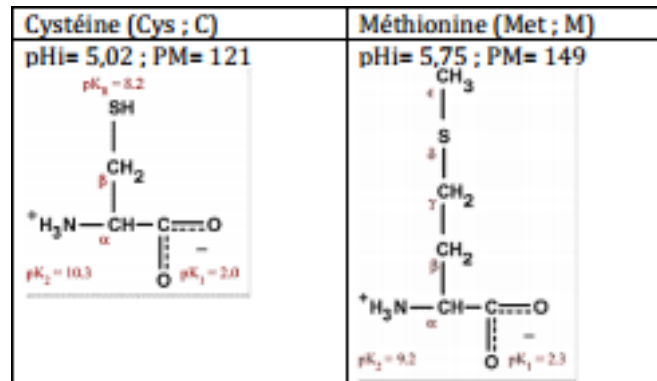 Cystéine (Cys ; C)
pHi= 5,02 ; PM= 121
pKR = 8.2
SH
β
CH2
+H3N—CH—C═O
α
−
pK2 = 10.3
O
pK1 = 2.0
Méthionine (Met ; M)
pHi= 5,75 ; PM= 149
CH3
ε
S
δ
CH2
γ
CH2
β
+H3N—CH—C═O
α
−
pK2 = 9.2
O
pK1 = 2.3